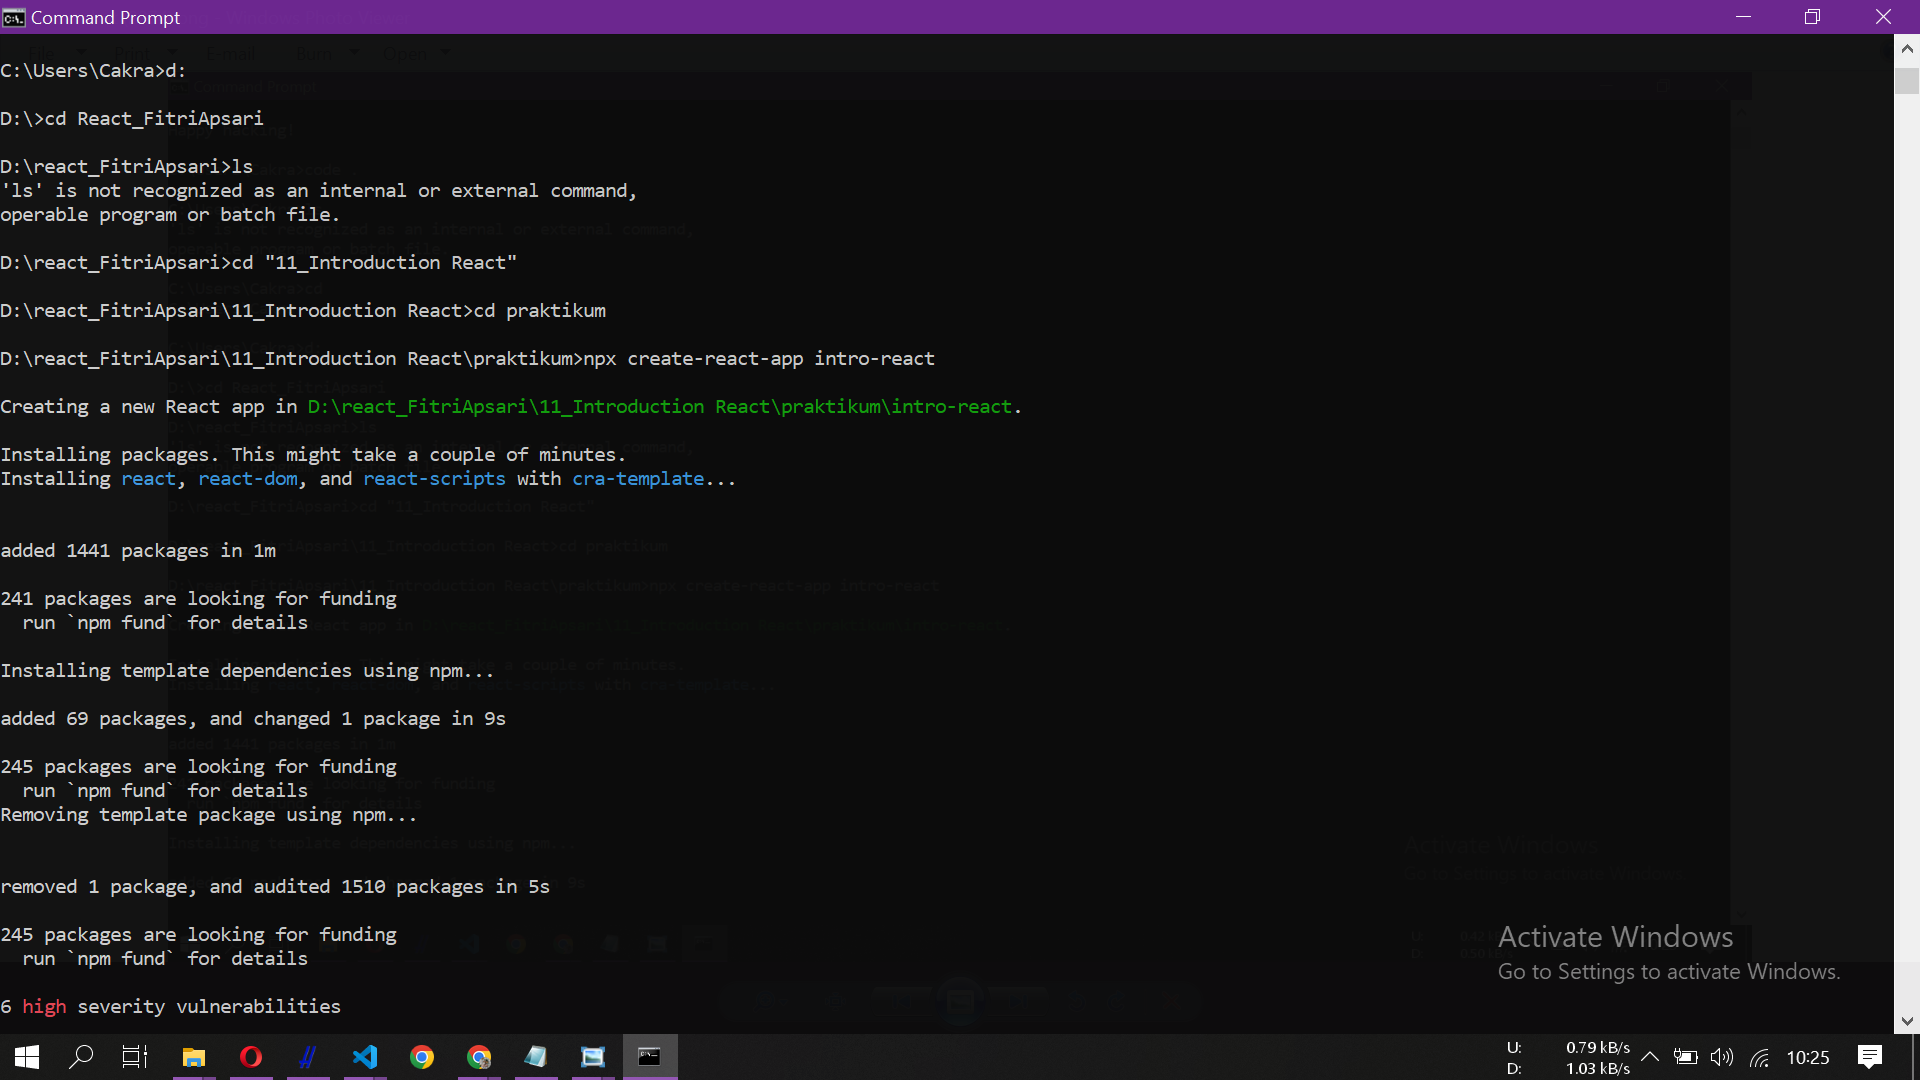 Command Prompt
C:\Users\Cakra>d:
D:\>cd React_FitriApsari
D:\react_FitriApsari>ls
'ls' is not recognized as an internal or external command,
operable program or batch file.
D:\react_FitriApsari>cd "11_Introduction React"
D:\react_FitriApsari\11_Introduction React>cd praktikum
D:\react_FitriApsari\11_Introduction React\praktikum>npx create-react-app intro-react
Creating a new React app in D:\react_FitriApsari\11_Introduction React\praktikum\intro-react.
Installing packages. This might take a couple of minutes.
Installing react, react-dom, and react-scripts with cra-template...
added 1441 packages in 1m
241 packages are looking for funding
  run `npm fund` for details
Installing template dependencies using npm...
added 69 packages, and changed 1 package in 9s
245 packages are looking for funding
  run `npm fund` for details
Removing template package using npm...
removed 1 package, and audited 1510 packages in 5s
245 packages are looking for funding
  run `npm fund` for details
6 high severity vulnerabilities
Activate Windows
Go to Settings to activate Windows.
U: 0.79 kB/s
D: 1.03 kB/s
10:25